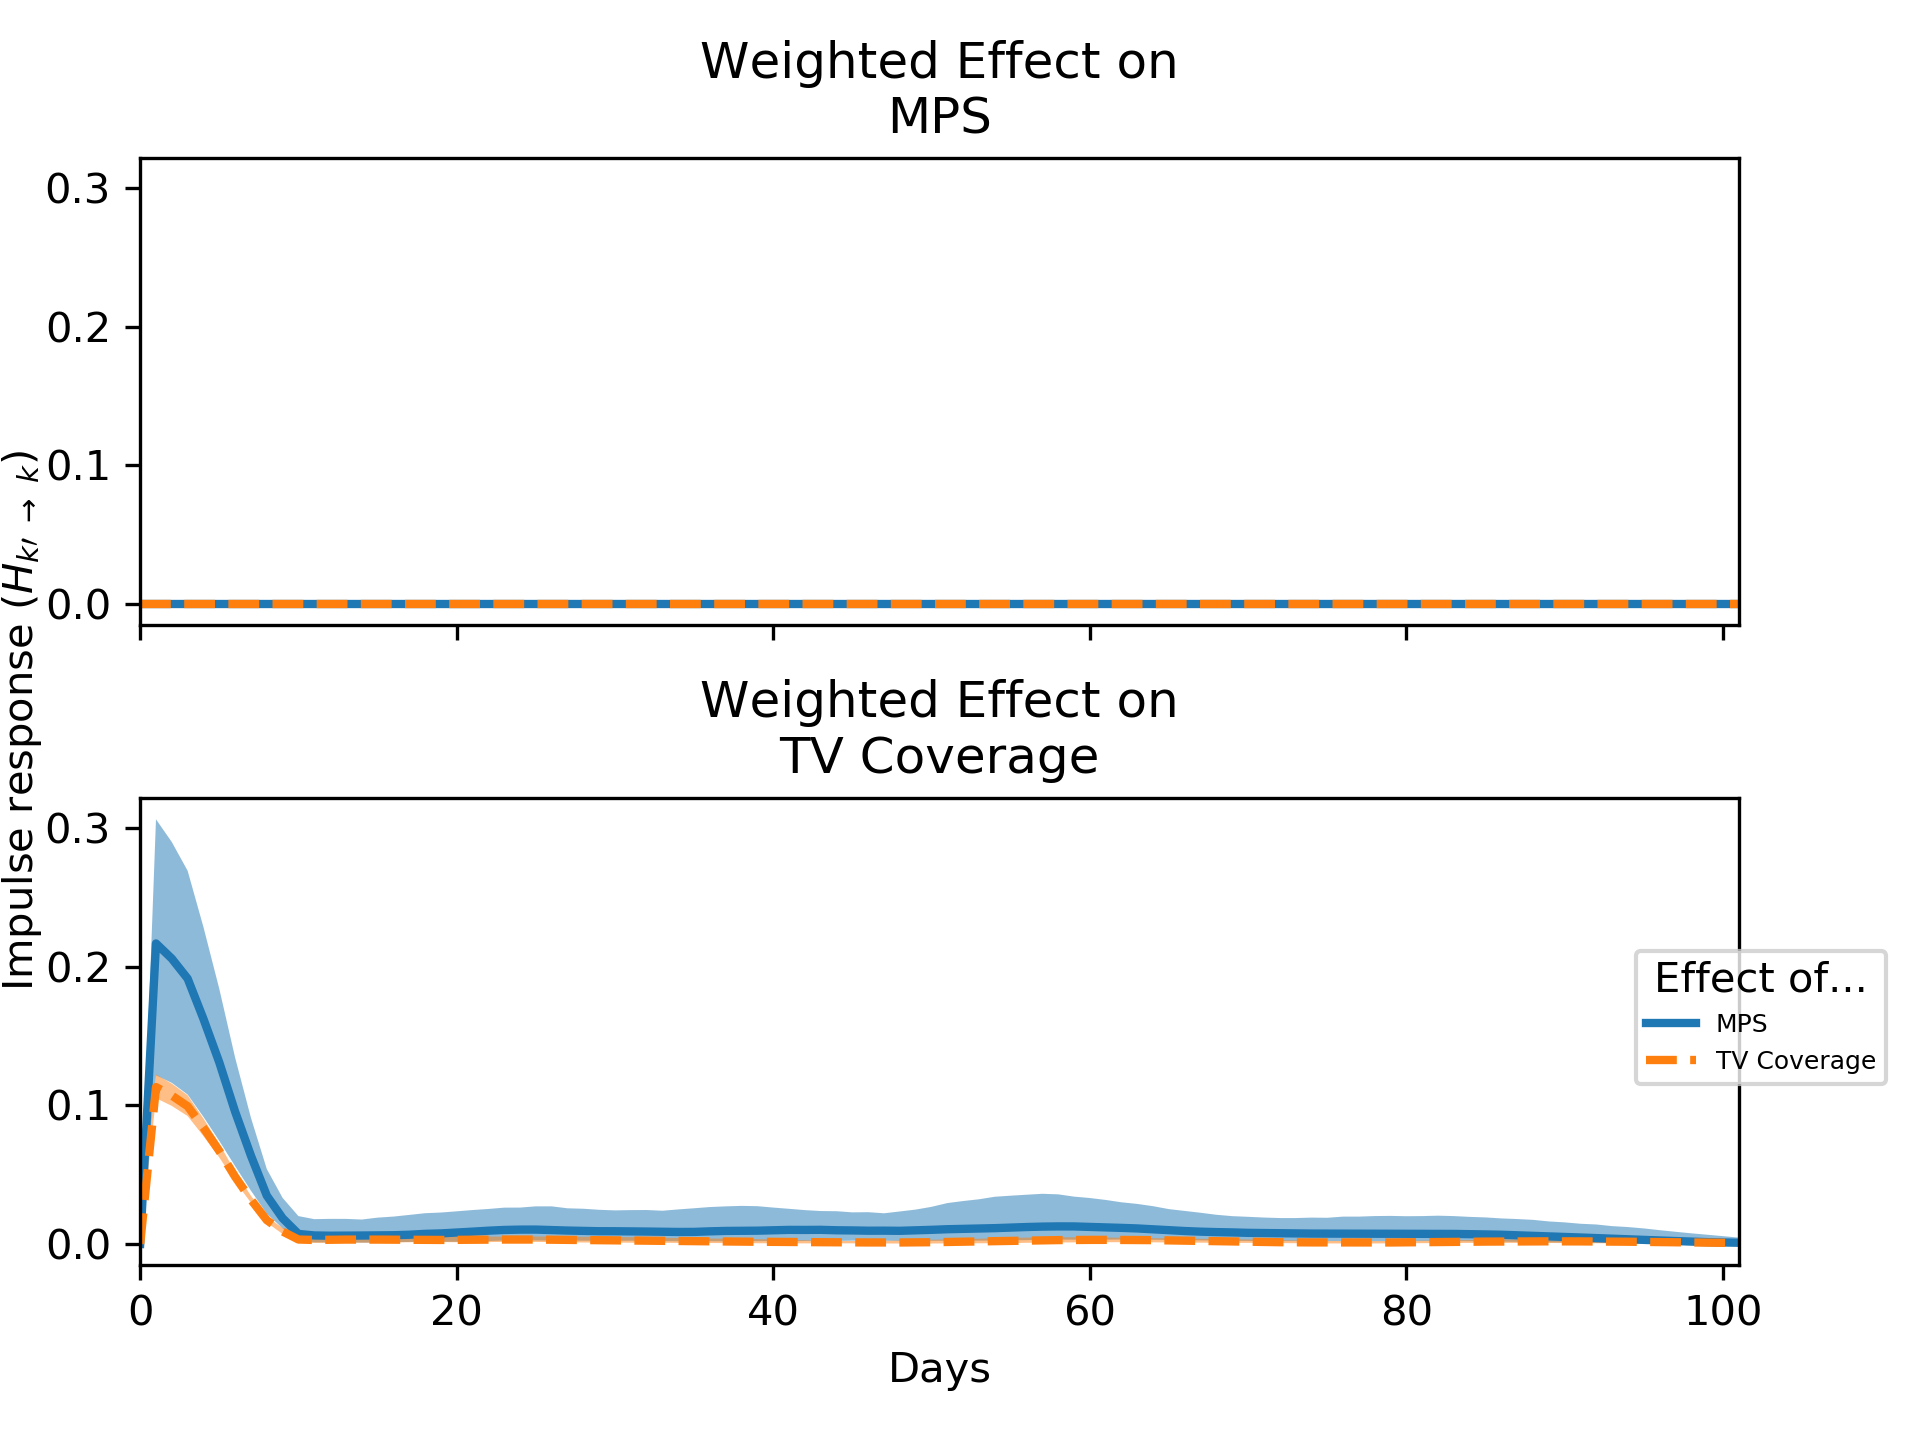 Weighted Effect on
MPS
0.3
0.2
0.1
0.0
Impulse response (Hk′ → k)
Weighted Effect on
TV Coverage
0.3
0.2
0.1
0.0
Effect of...
MPS
TV Coverage
0 20 40 60 80 100
Days